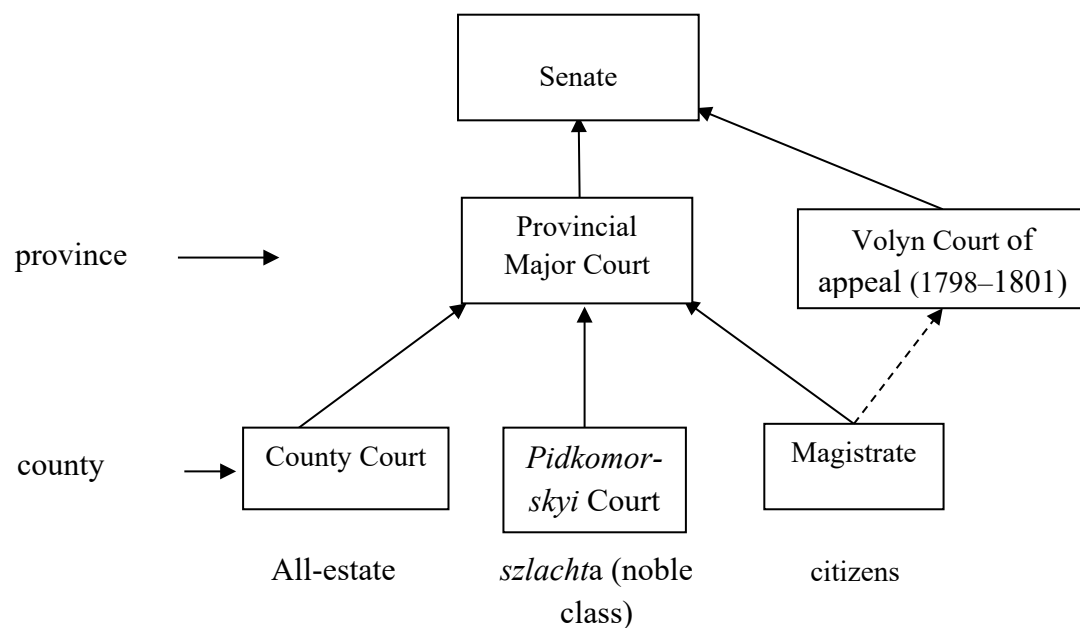 Senate
Provincial
Major Court
Volyn Court of
appeal (1798–1801)
province
County Court
Pidkomor-
skyi Court
Magistrate
county
All-estate
szlachta (noble
class)
citizens